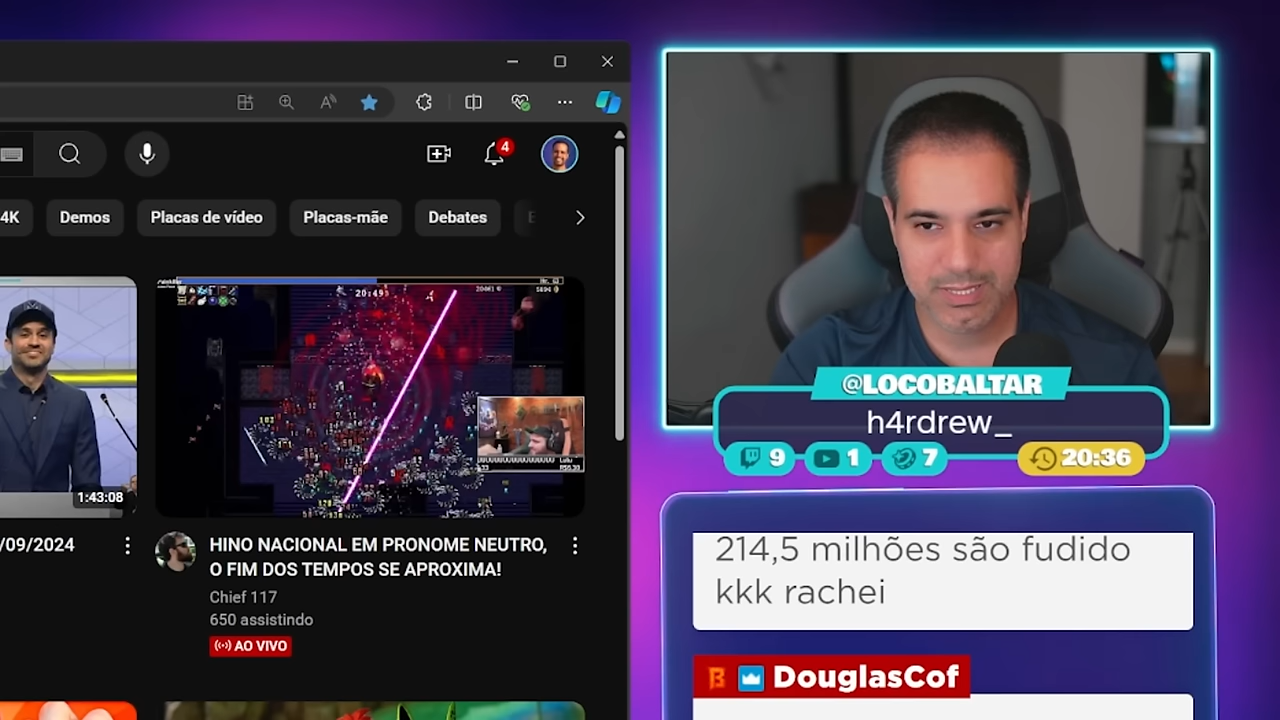 4K
Demos
Placas de vídeo
Placas-mãe
Debates
4
20:49
1:43:08
/09/2024
HINO NACIONAL EM PRONOME NEUTRO,
O FIM DOS TEMPOS SE APROXIMA!
Chief 117
650 assistindo
AO VIVO
@LOCOBALTAR
h4rdrew_
9
1
7
20:36
214,5 milhões são fudido
kkk rachei
DouglasCof